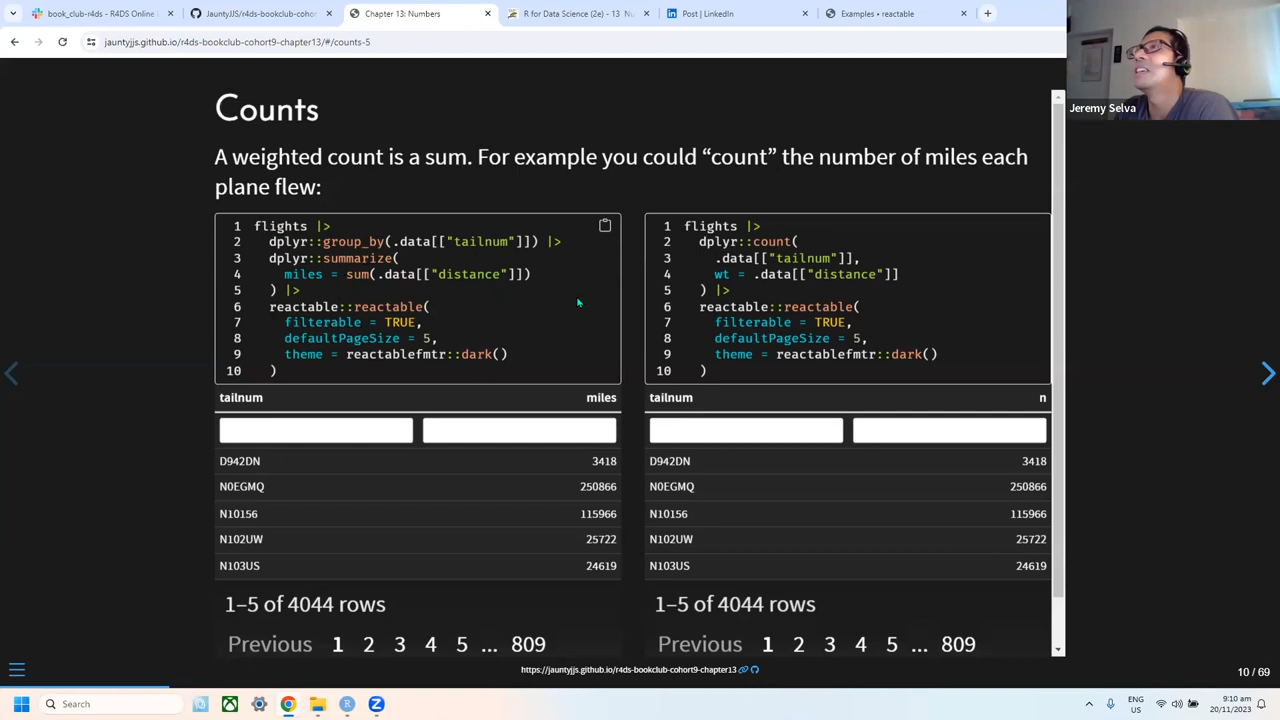 book_club-r4ds - R4DS Online L
JauntyJJS/r4ds-bookclub-cohor
Chapter 13: Numbers
R for Data Science (2e) - 13 N
Post | LinkedIn
Examples – reactable
jauntyjjs.github.io/r4ds-bookclub-cohort9-chapter13/#/counts-5
Jeremy Selva
Counts
A weighted count is a sum. For example you could “count” the number of miles each
plane flew:
1 flights |>
2 dplyr::group_by(.data[["tailnum"]]) |>
3 dplyr::summarize(
4 miles = sum(.data[["distance"]])
5 ) |>
6 reactable::reactable(
7 filterable = TRUE,
8 defaultPageSize = 5,
9 theme = reactablefmtr::dark()
10 )
tailnum miles
D942DN 3418
N0EGMQ 250866
N10156 115966
N102UW 25722
N103US 24619
1–5 of 4044 rows
Previous 1 2 3 4 5 ... 809
1 flights |>
2 dplyr::count(
3 .data[["tailnum"]],
4 wt = .data[["distance"]]
5 ) |>
6 reactable::reactable(
7 filterable = TRUE,
8 defaultPageSize = 5,
9 theme = reactablefmtr::dark()
10 )
tailnum n
D942DN 3418
N0EGMQ 250866
N10156 115966
N102UW 25722
N103US 24619
1–5 of 4044 rows
Previous 1 2 3 4 5 ... 809
https://jauntyjjs.github.io/r4ds-bookclub-cohort9-chapter13
10 / 69
Search
ENG
US
9:10 am
20/11/2023